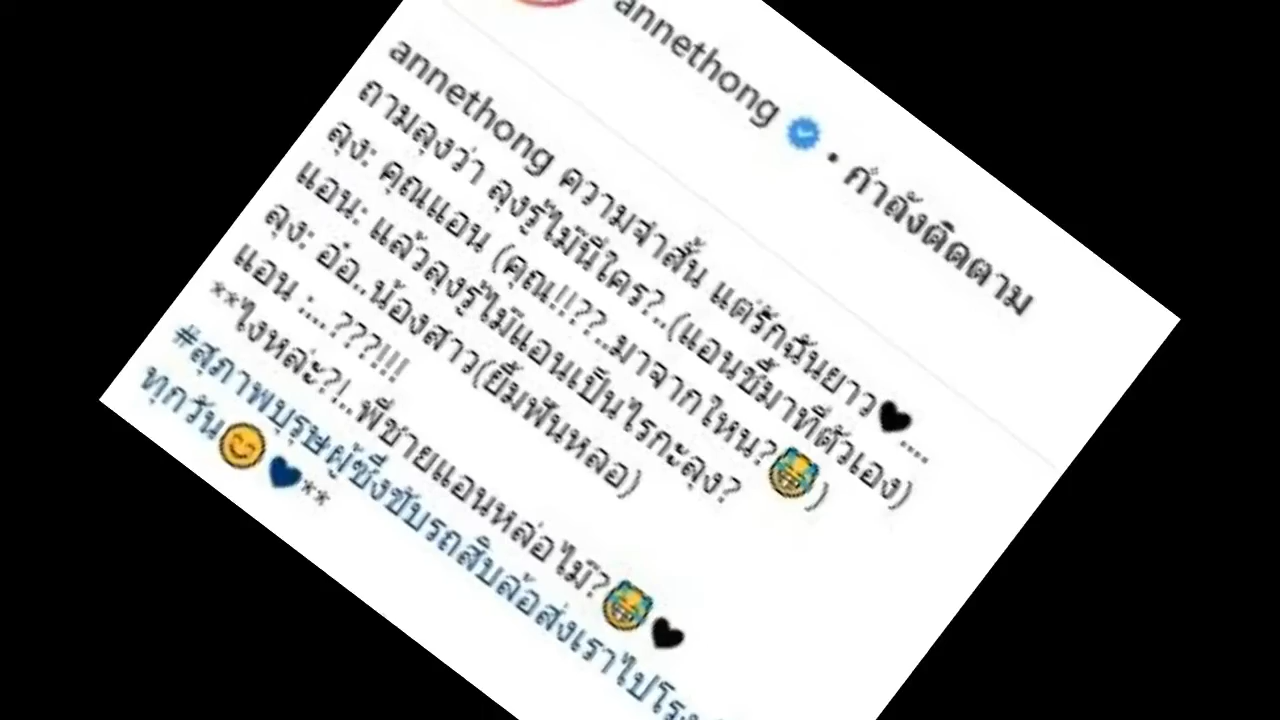 annethong • กำลังติดตาม
annethong ความจำสั้น แต่รักฉันยาว🖤....
ถามลุงว่า ลุงรู้ไม๊นี่ใคร?..(แอนชี้มาที่ตัวเอง)
ลุง: คุณแอน (คุณ!!??..มาจากไหน?😹)
แอน: แล้วลุงรู้ไม๊แอนเป็นไรกะลุง?
ลุง: อ๋อ..น้องสาว(ยิ้มฟันหลอ)
แอน :....???!!!
**ไงหล่ะ?!..พี่ชายแอนหล่อไม๊?😹🖤
#สุภาพบุรุษผู้ซึ่งขับรถสิบล้อส่งเราไปโรง
ทุกวัน😊💙**